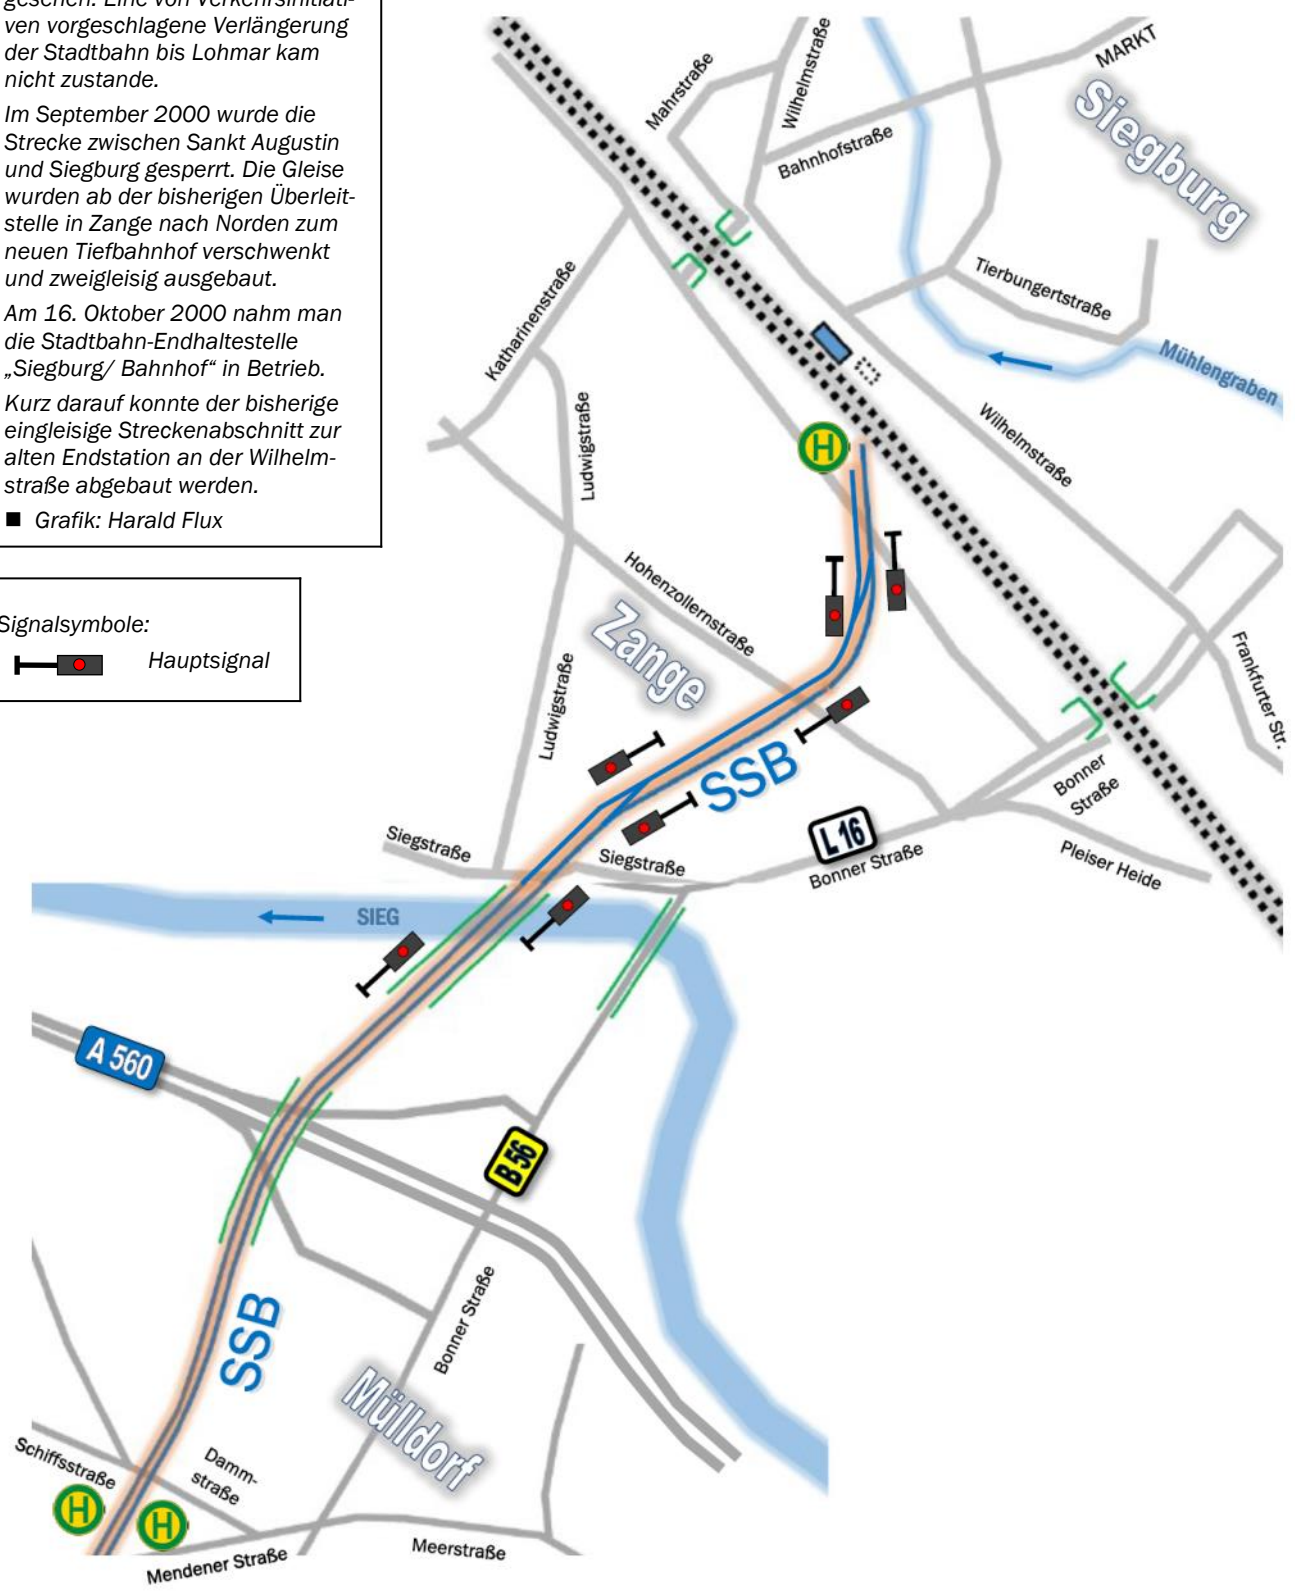 gesehen. Eine von Verkehrsinitiati-
ven vorgeschlagene Verlängerung
der Stadtbahn bis Lohmar kam
nicht zustande.
Im September 2000 wurde die
Strecke zwischen Sankt Augustin
und Siegburg gesperrt. Die Gleise
wurden ab der bisherigen Überleit-
stelle in Zange nach Norden zum
neuen Tiefbahnhof verschwenkt
und zweigleisig ausgebaut.
Am 16. Oktober 2000 nahm man
die Stadtbahn-Endhaltestelle
„Siegburg/ Bahnhof“ in Betrieb.
Kurz darauf konnte der bisherige
eingleisige Streckenabschnitt zur
alten Endstation an der Wilhelm-
straße abgebaut werden.
■ Grafik: Harald Flux
Signalsymbole:
Hauptsignal
MARKT
Mahrstraße
Wilhelmstraße
Bahnhofstraße
Siegburg
Tierbungertstraße
Mühlengraben
Katharinenstraße
Ludwigstraße
Wilhelmstraße
H
Hohenzollernstraße
Zange
Ludwigstraße
Frankfurter Str.
SSB
Bonner
Straße
L 16
Siegstraße
Siegstraße
Bonner Straße
Pleiser Heide
SIEG
A 560
B 56
Bonner Straße
SSB
Mülldorf
Schiffsstraße
Damm-
straße
H
H
Mendener Straße
Meerstraße